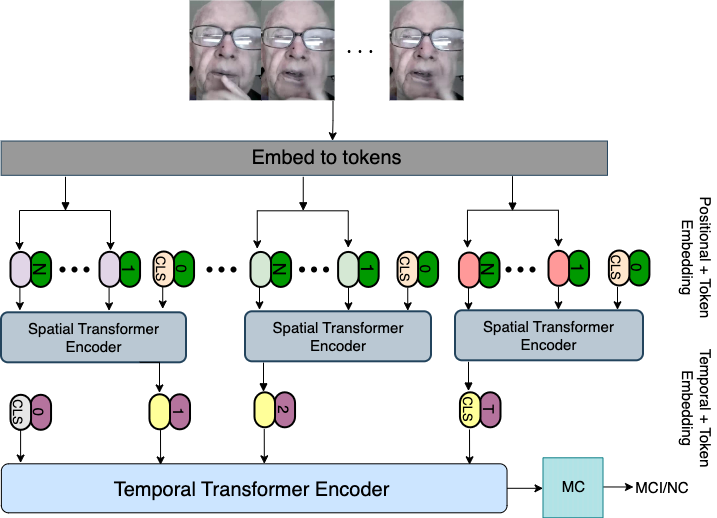 Embed to tokens
Positional + Token
Embedding
N
1
CLS
0
N
1
CLS
0
N
1
CLS
0
Spatial Transformer
Encoder
Spatial Transformer
Encoder
Spatial Transformer
Encoder
Temporal + Token
Embedding
CLS
0
1
2
CLS
T
Temporal Transformer Encoder
MC
MCI/NC